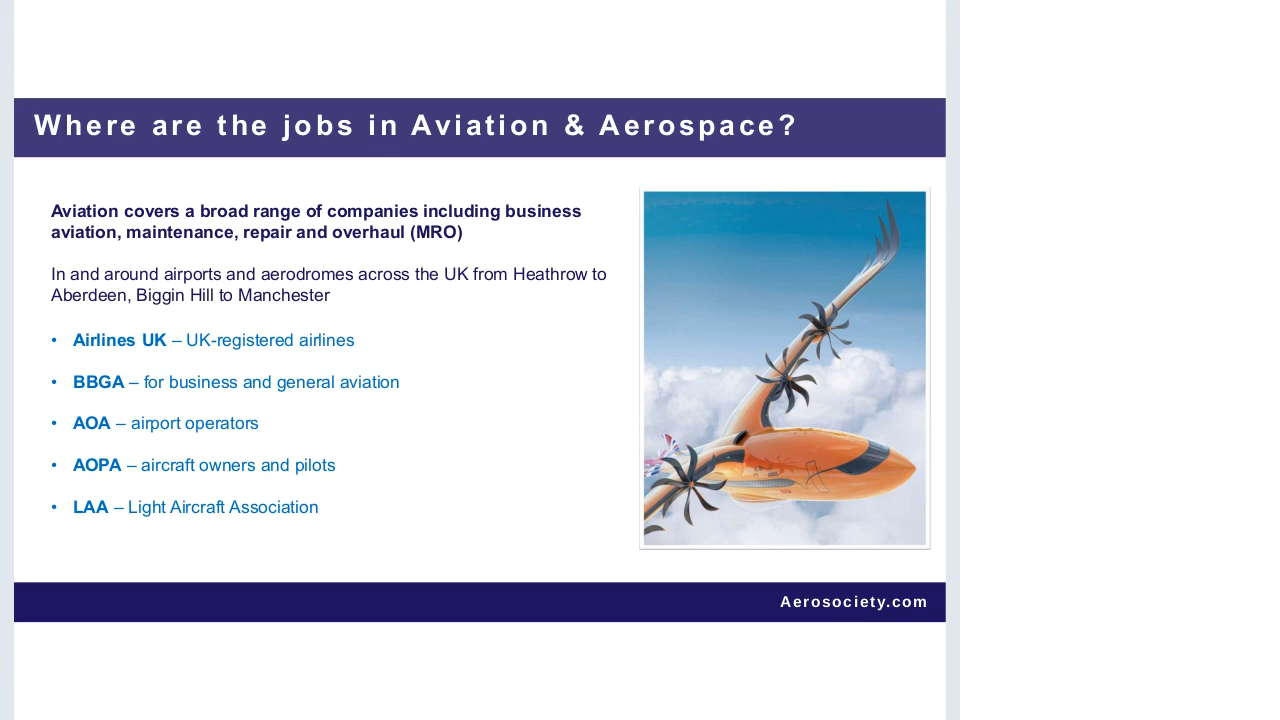 Where are the jobs in Aviation & Aerospace?
Aviation covers a broad range of companies including business
aviation, maintenance, repair and overhaul (MRO)
In and around airports and aerodromes across the UK from Heathrow to
Aberdeen, Biggin Hill to Manchester
• Airlines UK – UK-registered airlines
• BBGA – for business and general aviation
• AOA – airport operators
• AOPA – aircraft owners and pilots
• LAA – Light Aircraft Association
Aerosociety.com